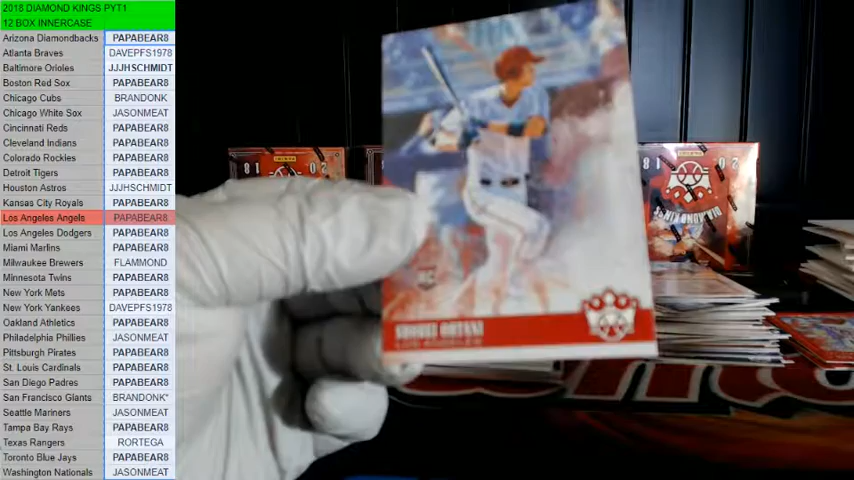 2018 DIAMOND KINGS PYT1
12 BOX INNERCASE
Arizona Diamondbacks PAPABEAR8
Atlanta Braves DAVEPFS1978
Baltimore Orioles JJJHSCHMIDT
Boston Red Sox PAPABEAR8
Chicago Cubs BRANDONK
Chicago White Sox JASONMEAT
Cincinnati Reds PAPABEAR8
Cleveland Indians PAPABEAR8
Colorado Rockies PAPABEAR8
Detroit Tigers PAPABEAR8
Houston Astros JJJHSCHMIDT
Kansas City Royals PAPABEAR8
Los Angeles Angels PAPABEAR8
Los Angeles Dodgers PAPABEAR8
Miami Marlins PAPABEAR8
Milwaukee Brewers FLAMMOND
Minnesota Twins PAPABEAR8
New York Mets PAPABEAR8
New York Yankees DAVEPFS1978
Oakland Athletics PAPABEAR8
Philadelphia Phillies JASONMEAT
Pittsburgh Pirates PAPABEAR8
St. Louis Cardinals PAPABEAR8
San Diego Padres PAPABEAR8
San Francisco Giants BRANDONK*
Seattle Mariners JASONMEAT
Tampa Bay Rays PAPABEAR8
Texas Rangers RORTEGA
Toronto Blue Jays PAPABEAR8
Washington Nationals JASONMEAT
SHOHEI OHTANI
LOS ANGELES